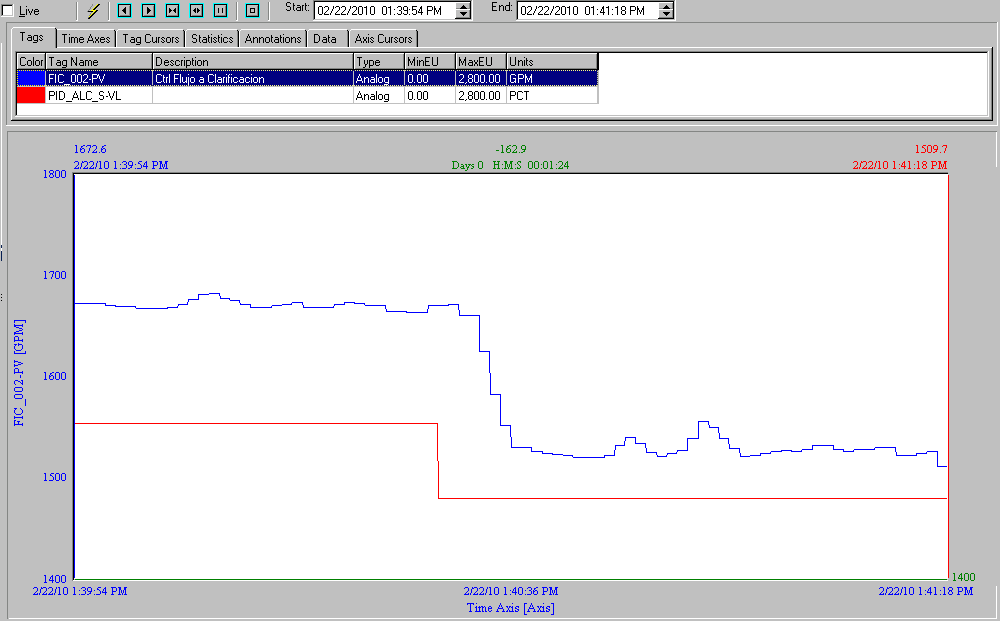 Live Start: 02/22/2010 01:39:54 PM End: 02/22/2010 01:41:18 PM
Tags Time Axes Tag Cursors Statistics Annotations Data Axis Cursors
Color Tag Name Description Type MinEU MaxEU Units
FIC_002-PV Ctrl Flujo a Clarificacion Analog 0.00 2,800.00 GPM
PID_ALC_S-VL Analog 0.00 2,800.00 PCT
1672.6 -162.9 1509.7
2/22/10 1:39:54 PM Days 0 H:M:S 00:01:24 2/22/10 1:41:18 PM
1800
1700
1600
1500
1400
FIC_002-PV [GPM]
1400
2/22/10 1:39:54 PM 2/22/10 1:40:36 PM 2/22/10 1:41:18 PM
Time Axis [Axis]